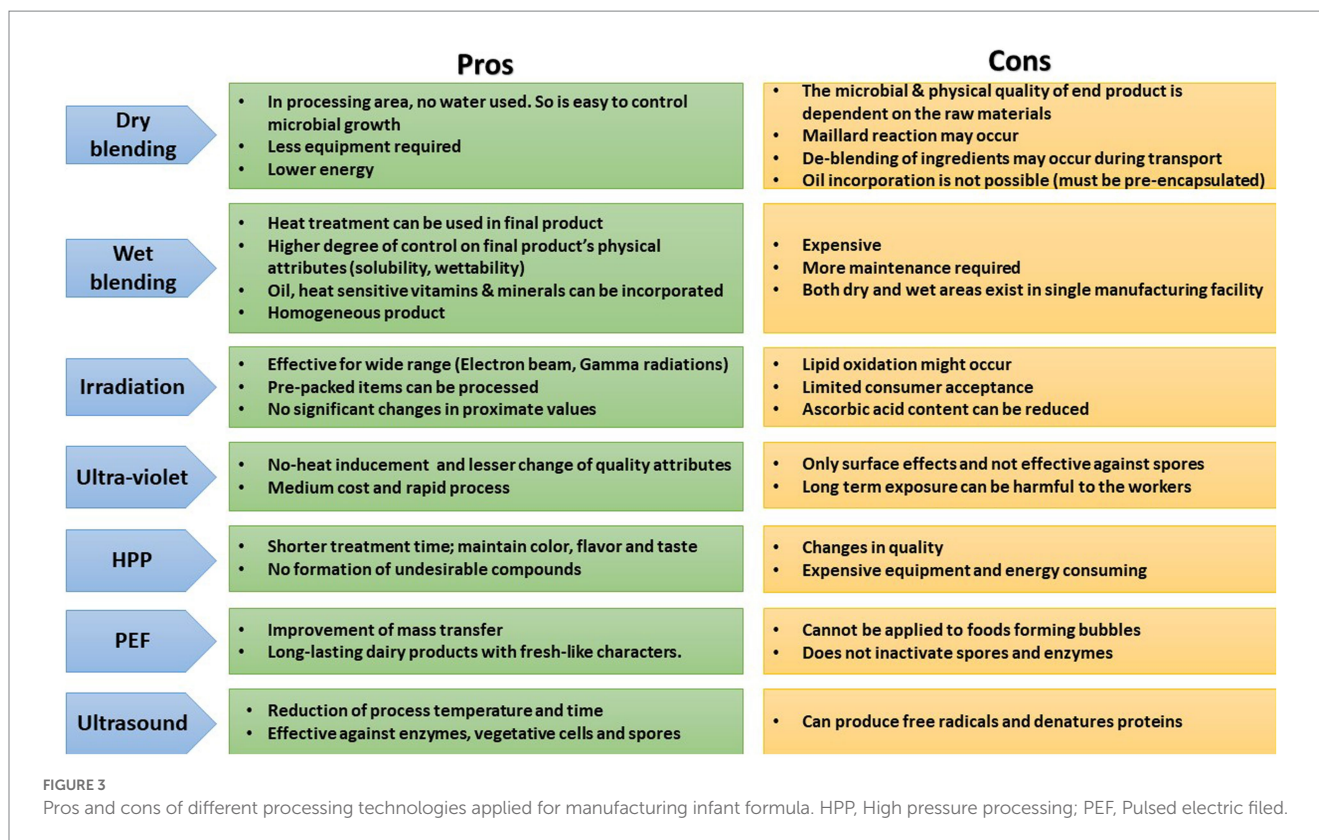 Pros
Cons
Dry
blending
• In processing area, no water used. So is easy to control
microbial growth
• Less equipment required
• Lower energy
• The microbial & physical quality of end product is
dependent on the raw materials
• Maillard reaction may occur
• De-blending of ingredients may occur during transport
• Oil incorporation is not possible (must be pre-encapsulated)
Wet
blending
• Heat treatment can be used in final product
• Higher degree of control on final product's physical
attributes (solubility, wettability)
• Oil, heat sensitive vitamins & minerals can be incorporated
• Homogeneous product
• Expensive
• More maintenance required
• Both dry and wet areas exist in single manufacturing facility
Irradiation
• Effective for wide range (Electron beam, Gamma radiations)
• Pre-packed items can be processed
• No significant changes in proximate values
• Lipid oxidation might occur
• Limited consumer acceptance
• Ascorbic acid content can be reduced
Ultra-violet
• No-heat inducement and lesser change of quality attributes
• Medium cost and rapid process
• Only surface effects and not effective against spores
• Long term exposure can be harmful to the workers
HPP
• Shorter treatment time; maintain color, flavor and taste
• No formation of undesirable compounds
• Changes in quality
• Expensive equipment and energy consuming
PEF
• Improvement of mass transfer
• Long-lasting dairy products with fresh-like characters.
• Cannot be applied to foods forming bubbles
• Does not inactivate spores and enzymes
Ultrasound
• Reduction of process temperature and time
• Effective against enzymes, vegetative cells and spores
• Can produce free radicals and denatures proteins
FIGURE 3
Pros and cons of different processing technologies applied for manufacturing infant formula. HPP, High pressure processing; PEF, Pulsed electric filed.